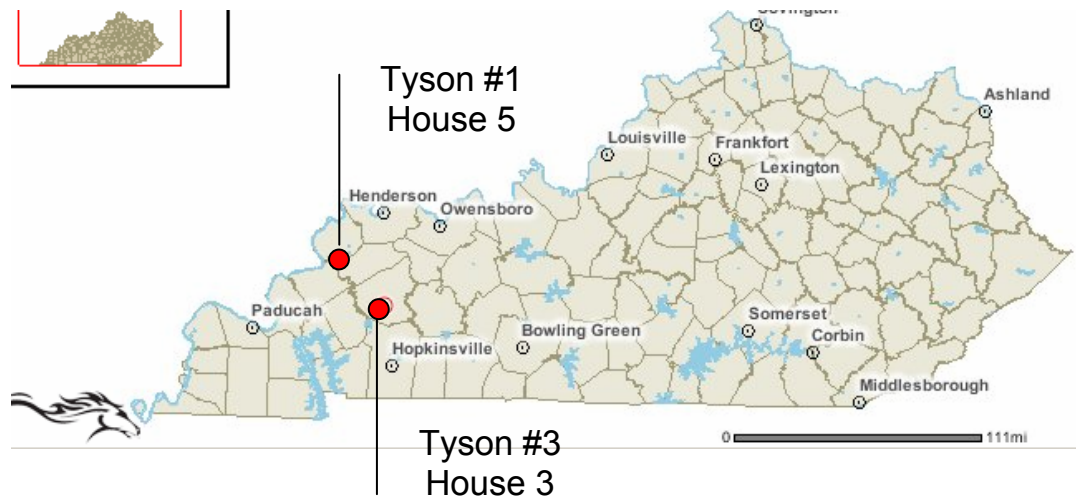 Covington
Tyson #1
House 5
Ashland
Louisville
Frankfort
Lexington
Henderson
Owensboro
Paducah
Somerset
Bowling Green
Corbin
Hopkinsville
Middlesborough
0 111mi
Tyson #3
House 3